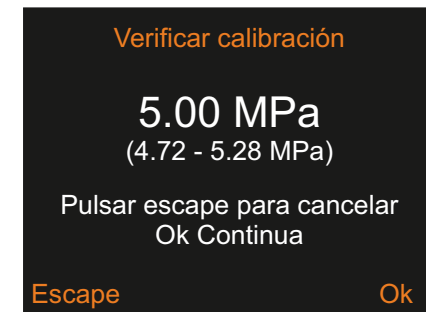 Verificar calibración
5.00 MPa
(4.72 - 5.28 MPa)
Pulsar escape para cancelar
Ok Continua
Escape Ok